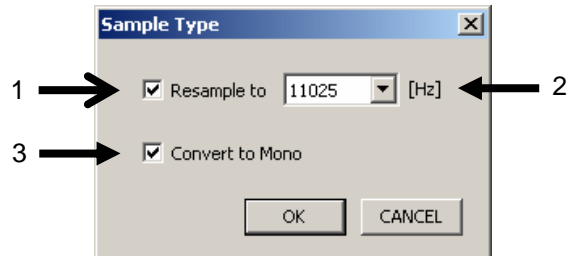 Sample Type
1 Resample to 11025 [Hz] 2
3 Convert to Mono
OK CANCEL